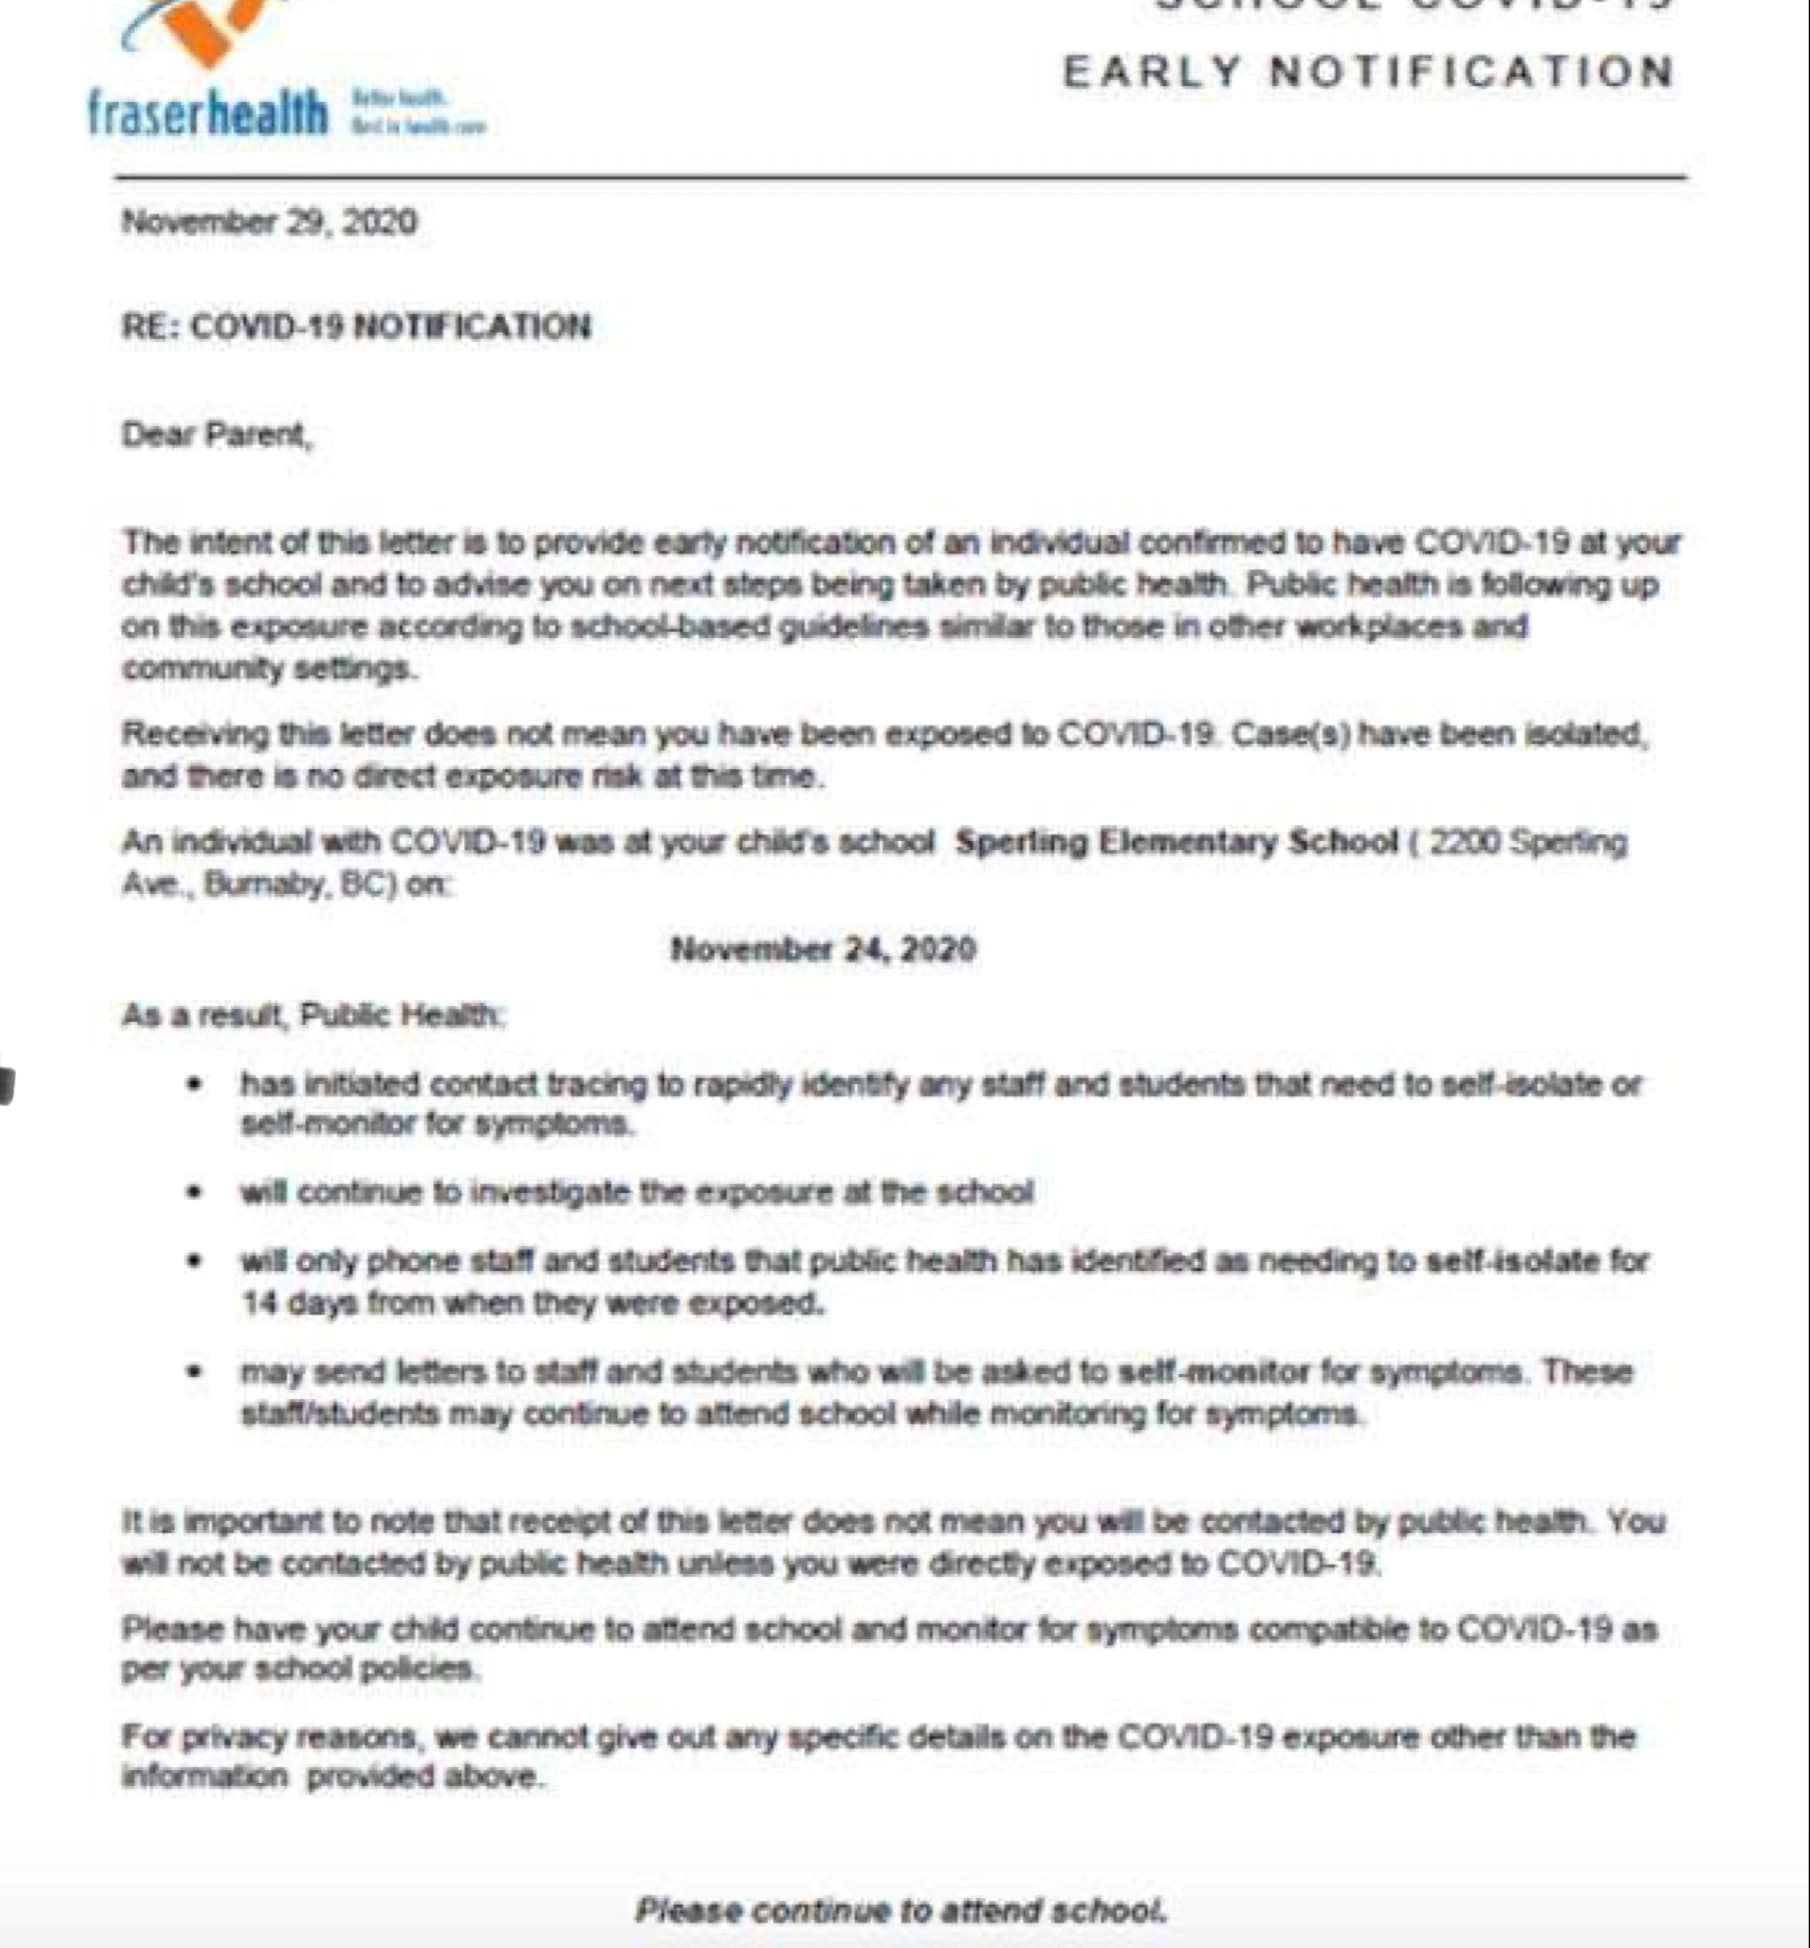 SCHOOL COVID-19
EARLY NOTIFICATION
fraserhealth
Better health.
Best in health care.
November 29, 2020
RE: COVID-19 NOTIFICATION
Dear Parent,
The intent of this letter is to provide early notification of an individual confirmed to have COVID-19 at your
child's school and to advise you on next steps being taken by public health. Public health is following up
on this exposure according to school-based guidelines similar to those in other workplaces and
community settings.
Receiving this letter does not mean you have been exposed to COVID-19. Case(s) have been isolated,
and there is no direct exposure risk at this time.
An individual with COVID-19 was at your child's school Sperling Elementary School ( 2200 Sperling
Ave., Burnaby, BC) on:
November 24, 2020
As a result, Public Health:
• has initiated contact tracing to rapidly identify any staff and students that need to self-isolate or
self-monitor for symptoms.
• will continue to investigate the exposure at the school
• will only phone staff and students that public health has identified as needing to self-isolate for
14 days from when they were exposed.
• may send letters to staff and students who will be asked to self-monitor for symptoms. These
staff/students may continue to attend school while monitoring for symptoms.
It is important to note that receipt of this letter does not mean you will be contacted by public health. You
will not be contacted by public health unless you were directly exposed to COVID-19.
Please have your child continue to attend school and monitor for symptoms compatible to COVID-19 as
per your school policies.
For privacy reasons, we cannot give out any specific details on the COVID-19 exposure other than the
information provided above.
Please continue to attend school.